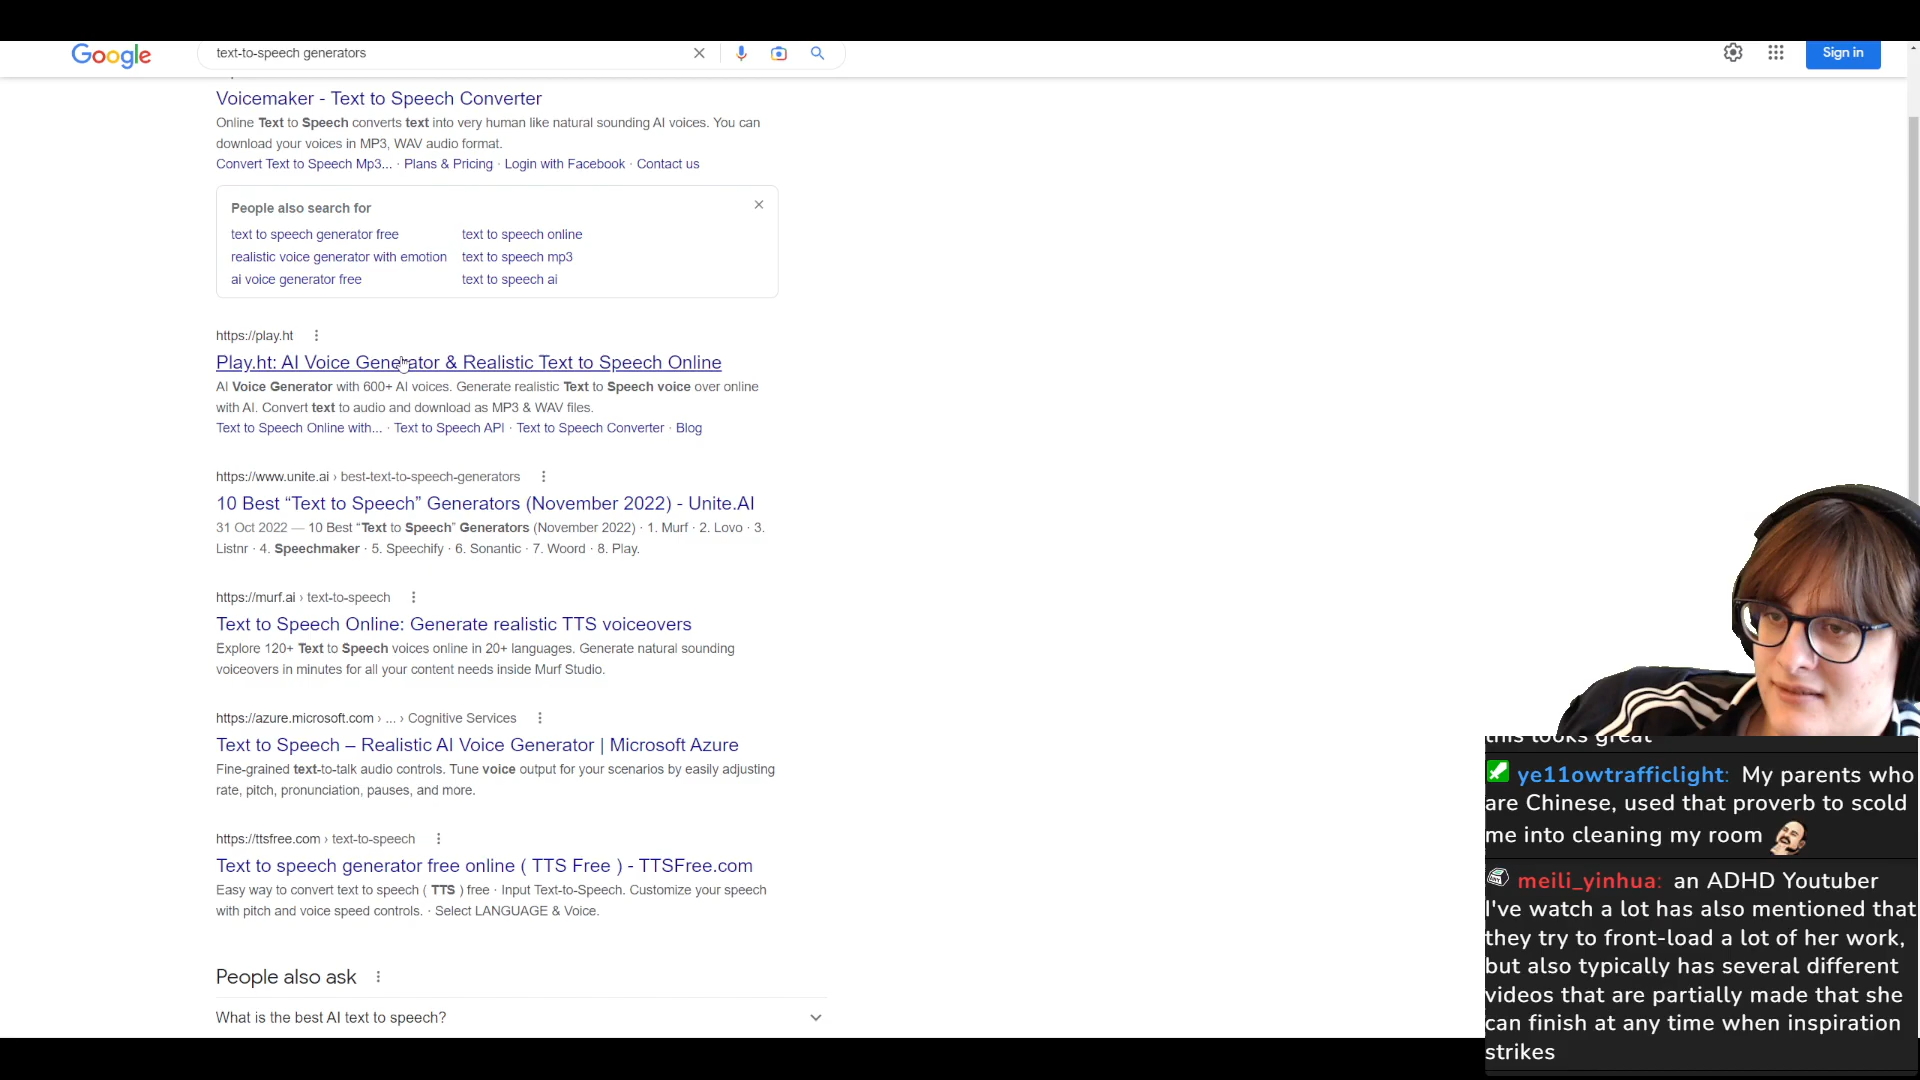 Google
text-to-speech generators
Sign in
Voicemaker - Text to Speech Converter
Online Text to Speech converts text into very human like natural sounding AI voices. You can
download your voices in MP3, WAV audio format.
Convert Text to Speech Mp3... · Plans & Pricing · Login with Facebook · Contact us
People also search for
text to speech generator free
text to speech online
realistic voice generator with emotion
text to speech mp3
ai voice generator free
text to speech ai
https://play.ht
Play.ht: AI Voice Generator & Realistic Text to Speech Online
AI Voice Generator with 600+ AI voices. Generate realistic Text to Speech voice over online
with AI. Convert text to audio and download as MP3 & WAV files.
Text to Speech Online with... · Text to Speech API · Text to Speech Converter · Blog
https://www.unite.ai › best-text-to-speech-generators
10 Best “Text to Speech” Generators (November 2022) - Unite.AI
31 Oct 2022 — 10 Best “Text to Speech” Generators (November 2022) · 1. Murf · 2. Lovo · 3.
Listnr · 4. Speechmaker · 5. Speechify · 6. Sonantic · 7. Woord · 8. Play.
https://murf.ai › text-to-speech
Text to Speech Online: Generate realistic TTS voiceovers
Explore 120+ Text to Speech voices online in 20+ languages. Generate natural sounding
voiceovers in minutes for all your content needs inside Murf Studio.
https://azure.microsoft.com › ... › Cognitive Services
Text to Speech – Realistic AI Voice Generator | Microsoft Azure
Fine-grained text-to-talk audio controls. Tune voice output for your scenarios by easily adjusting
rate, pitch, pronunciation, pauses, and more.
https://ttsfree.com › text-to-speech
Text to speech generator free online ( TTS Free ) - TTSFree.com
Easy way to convert text to speech ( TTS ) free · Input Text-to-Speech. Customize your speech
with pitch and voice speed controls. · Select LANGUAGE & Voice.
People also ask
What is the best AI text to speech?
this looks great
ye11owtrafficlight: My parents who
are Chinese, used that proverb to scold
me into cleaning my room
meili_yinhua: an ADHD Youtuber
I've watch a lot has also mentioned that
they try to front-load a lot of her work,
but also typically has several different
videos that are partially made that she
can finish at any time when inspiration
strikes